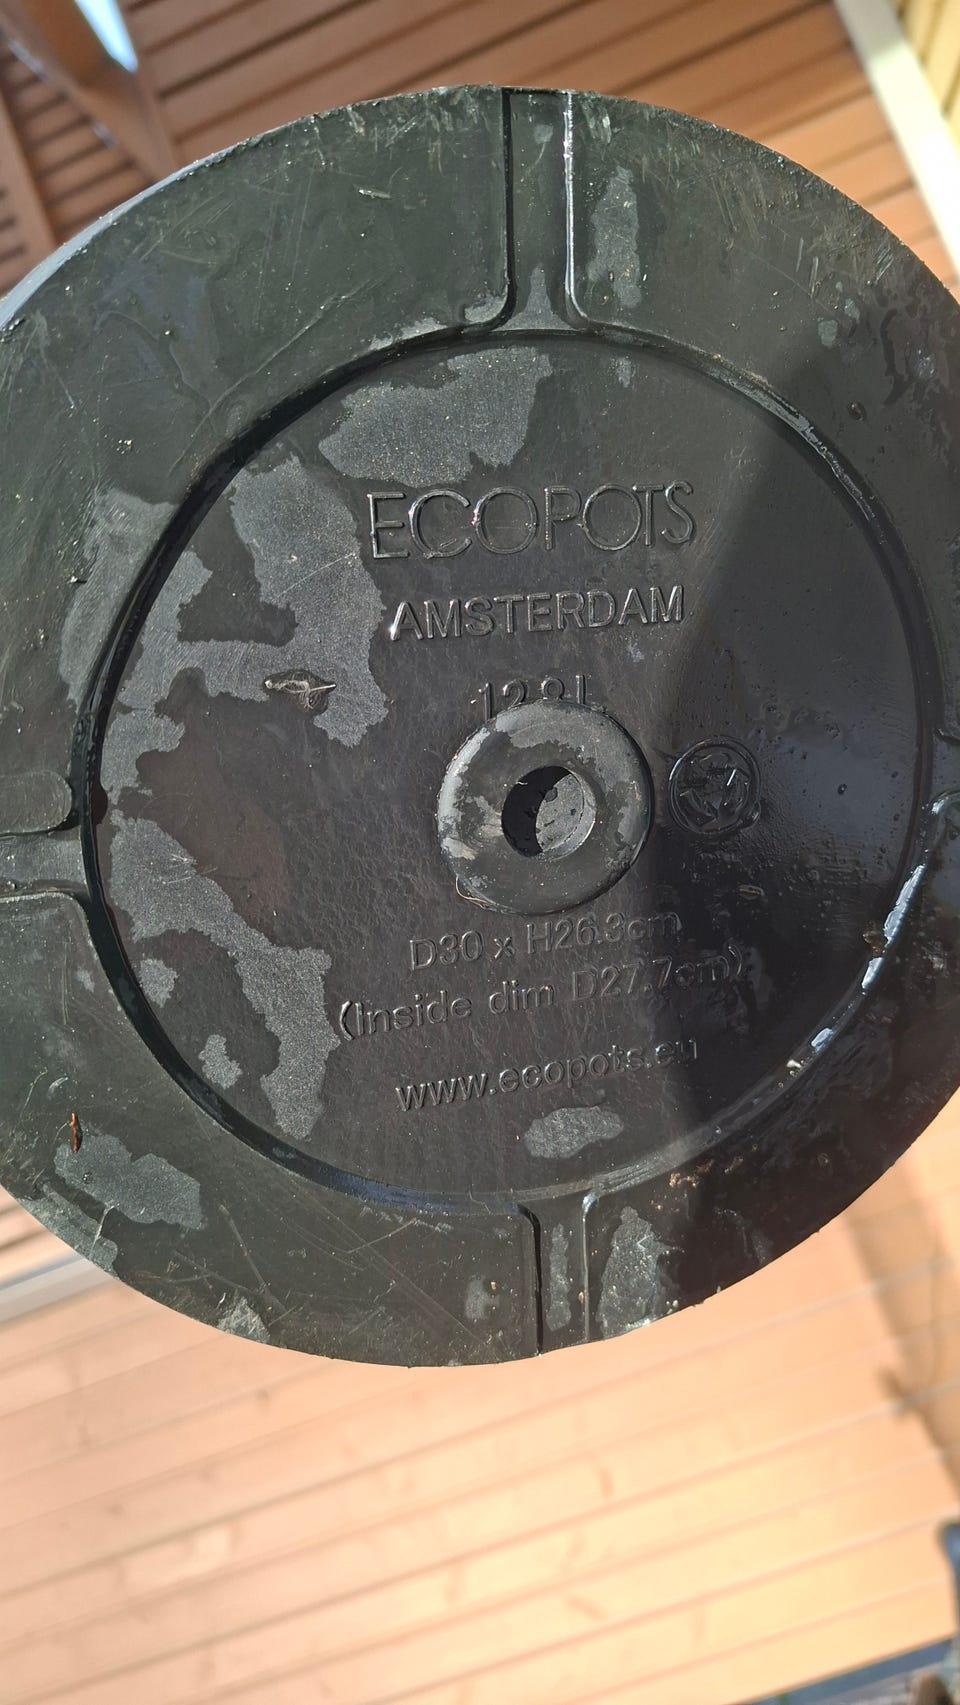 ECOPOTS
AMSTERDAM
12.8L
D30 x H26.3cm
(Inside dim D27.7cm)
www.ecopots.eu